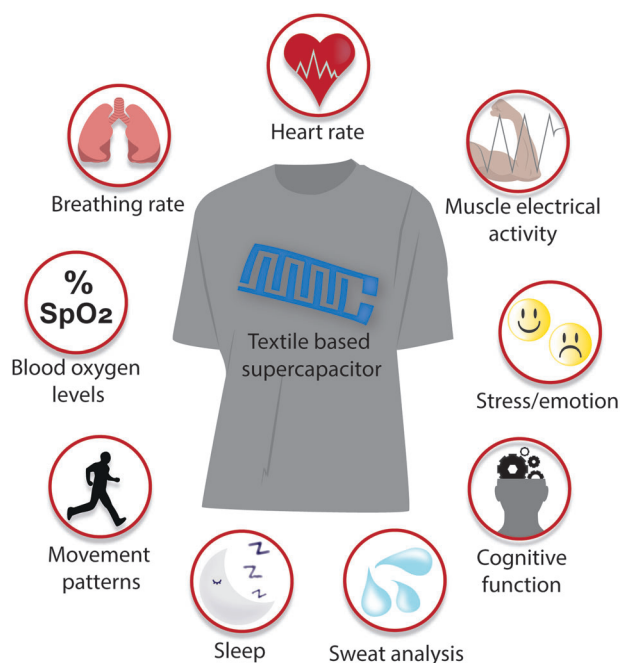 Heart rate
Breathing rate
Muscle electrical
activity
%
SpO2
Blood oxygen
levels
Textile based
supercapacitor
Stress/emotion
Movement
patterns
Cognitive
function
z
z
z
Sleep
Sweat analysis